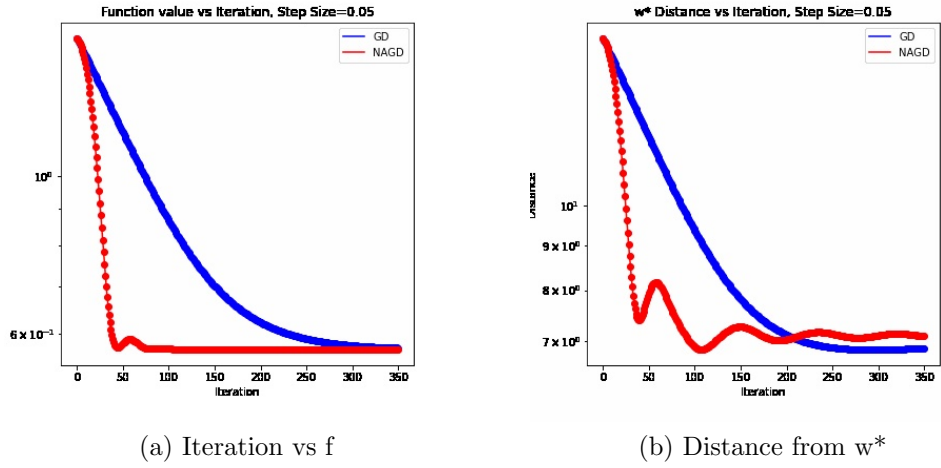 Function value vs Iteration, Step Size=0.05
GD
NAGD
10⁰
6 × 10⁻¹
0 50 100 150 200 250 300 350
Iteration
(a) Iteration vs f
w* Distance vs Iteration, Step Size=0.05
GD
NAGD
Distance
10¹
9 × 10⁰
8 × 10⁰
7 × 10⁰
0 50 100 150 200 250 300 350
Iteration
(b) Distance from w*